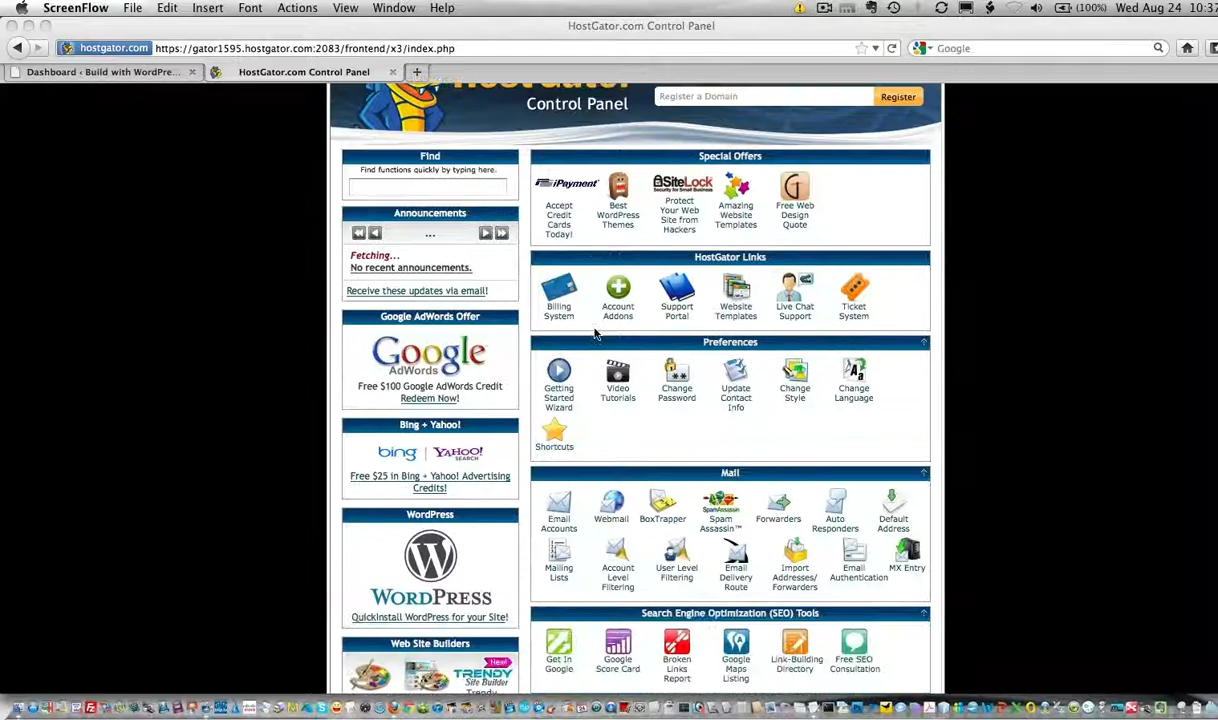 ScreenFlow File Edit Insert Font Actions View Window Help (100%) Wed Aug 24 10:37
HostGator.com Control Panel
hostgator.com https://gator1595.hostgator.com:2083/frontend/x3/index.php Google
Dashboard ‹ Build with WordPre... HostGator.com Control Panel
Control Panel
Register a Domain Register
Find
Find functions quickly by typing here.
Announcements
...
Fetching...
No recent announcements.
Receive these updates via email!
Google AdWords Offer
Google
AdWords
Free $100 Google AdWords Credit
Redeem Now!
Bing + Yahoo!
bing YAHOO!
SEARCH
Free $25 in Bing + Yahoo! Advertising
Credits!
WordPress
WORDPRESS
QuickInstall WordPress for your Site!
Web Site Builders
New!
TRENDY
Site Builder
Special Offers
iPayment
Accept
Credit
Cards
Today!
Best
WordPress
Themes
SiteLock
Security for Small Business
Protect
Your Web
Site from
Hackers
Amazing
Website
Templates
Free Web
Design
Quote
HostGator Links
Billing
System
Account
Addons
Support
Portal
Website
Templates
Live Chat
Support
Ticket
System
Preferences
Getting
Started
Wizard
Video
Tutorials
Change
Password
Update
Contact
Info
Change
Style
Change
Language
Shortcuts
Mail
Email
Accounts
Webmail
BoxTrapper
SpamAssassin
Spam
Assassin™
Forwarders
Auto
Responders
Default
Address
Mailing
Lists
Account
Level
Filtering
User Level
Filtering
Email
Delivery
Route
Import
Addresses/
Forwarders
Email
Authentication
MX Entry
Search Engine Optimization (SEO) Tools
Get In
Google
Google
Score Card
Broken
Links
Report
Google
Maps
Listing
Link-Building
Directory
Free SEO
Consultation